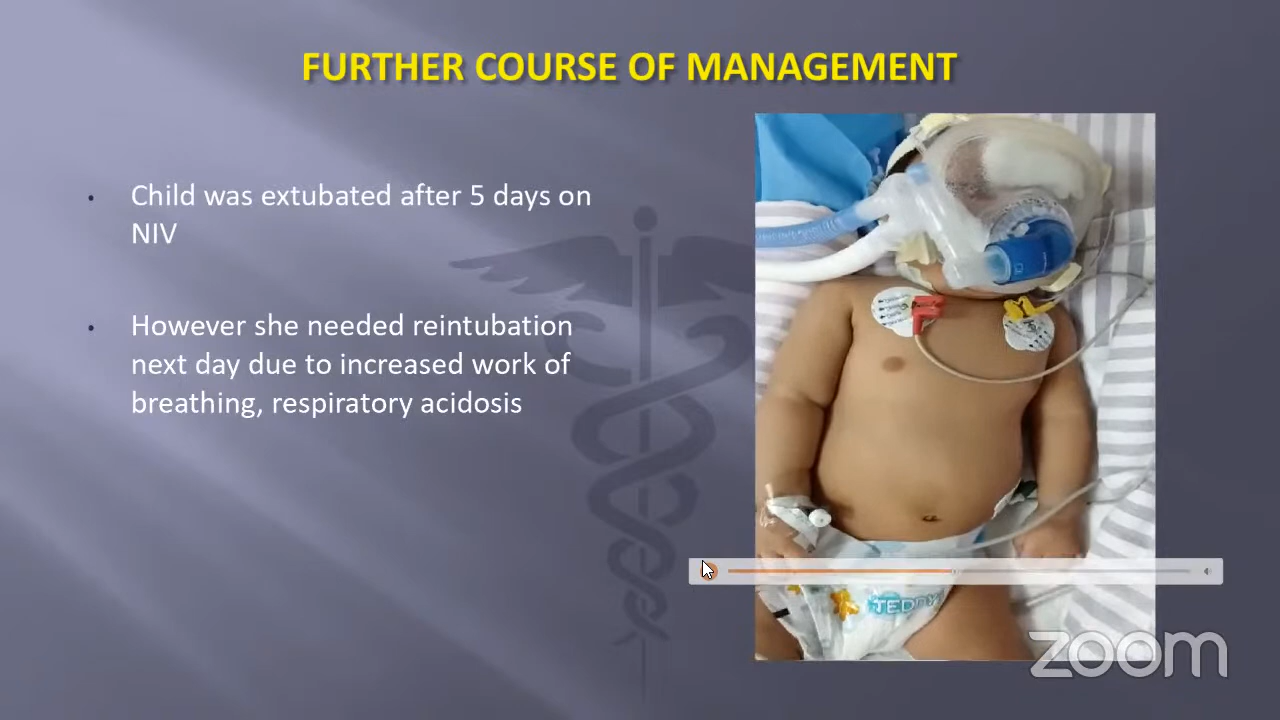 FURTHER COURSE OF MANAGEMENT
Child was extubated after 5 days on
NIV
However she needed reintubation
next day due to increased work of
breathing, respiratory acidosis
TEDDY
zoom